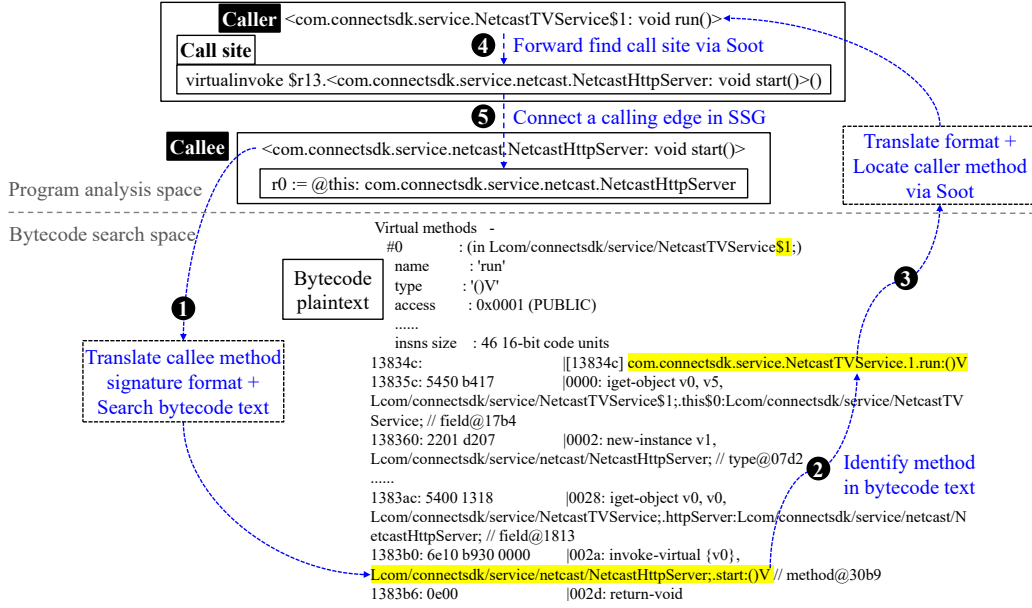 Caller <com.connectsdk.service.NetcastTVService$1: void run()>
4 Forward find call site via Soot
Call site
virtualinvoke $r13.<com.connectsdk.service.netcast.NetcastHttpServer: void start()>()
5 Connect a calling edge in SSG
Callee <com.connectsdk.service.netcast.NetcastHttpServer: void start()>
r0 := @this: com.connectsdk.service.netcast.NetcastHttpServer
Translate format +
Locate caller method
via Soot
Program analysis space
Bytecode search space
Bytecode
plaintext
Virtual methods -
#0 : (in Lcom/connectsdk/service/NetcastTVService$1;)
name : 'run'
type : '()V'
access : 0x0001 (PUBLIC)
......
insns size : 46 16-bit code units
13834c: |[13834c] com.connectsdk.service.NetcastTVService.1.run:()V
13835c: 5450 b417 |0000: iget-object v0, v5,
Lcom/connectsdk/service/NetcastTVService$1;.this$0:Lcom/connectsdk/service/NetcastTV
Service; // field@17b4
138360: 2201 d207 |0002: new-instance v1,
Lcom/connectsdk/service/netcast/NetcastHttpServer; // type@07d2
......
1383ac: 5400 1318 |0028: iget-object v0, v0,
Lcom/connectsdk/service/NetcastTVService;.httpServer:Lcom/connectsdk/service/netcast/N
etcastHttpServer; // field@1813
1383b0: 6e10 b930 0000 |002a: invoke-virtual {v0},
Lcom/connectsdk/service/netcast/NetcastHttpServer;.start:()V // method@30b9
1383b6: 0e00 |002d: return-void
1
Translate callee method
signature format +
Search bytecode text
2 Identify method
in bytecode text
3